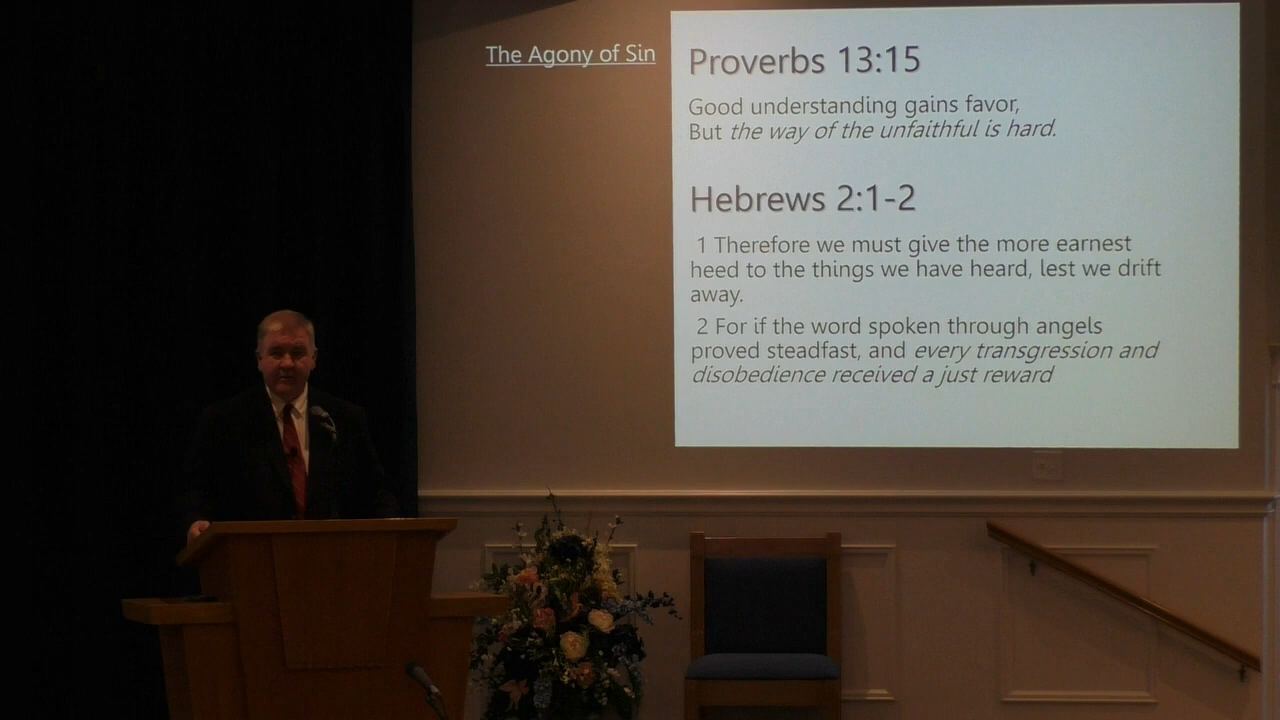 The Agony of Sin
Proverbs 13:15
Good understanding gains favor,
But the way of the unfaithful is hard.
Hebrews 2:1-2
1 Therefore we must give the more earnest
heed to the things we have heard, lest we drift
away.
2 For if the word spoken through angels
proved steadfast, and every transgression and
disobedience received a just reward